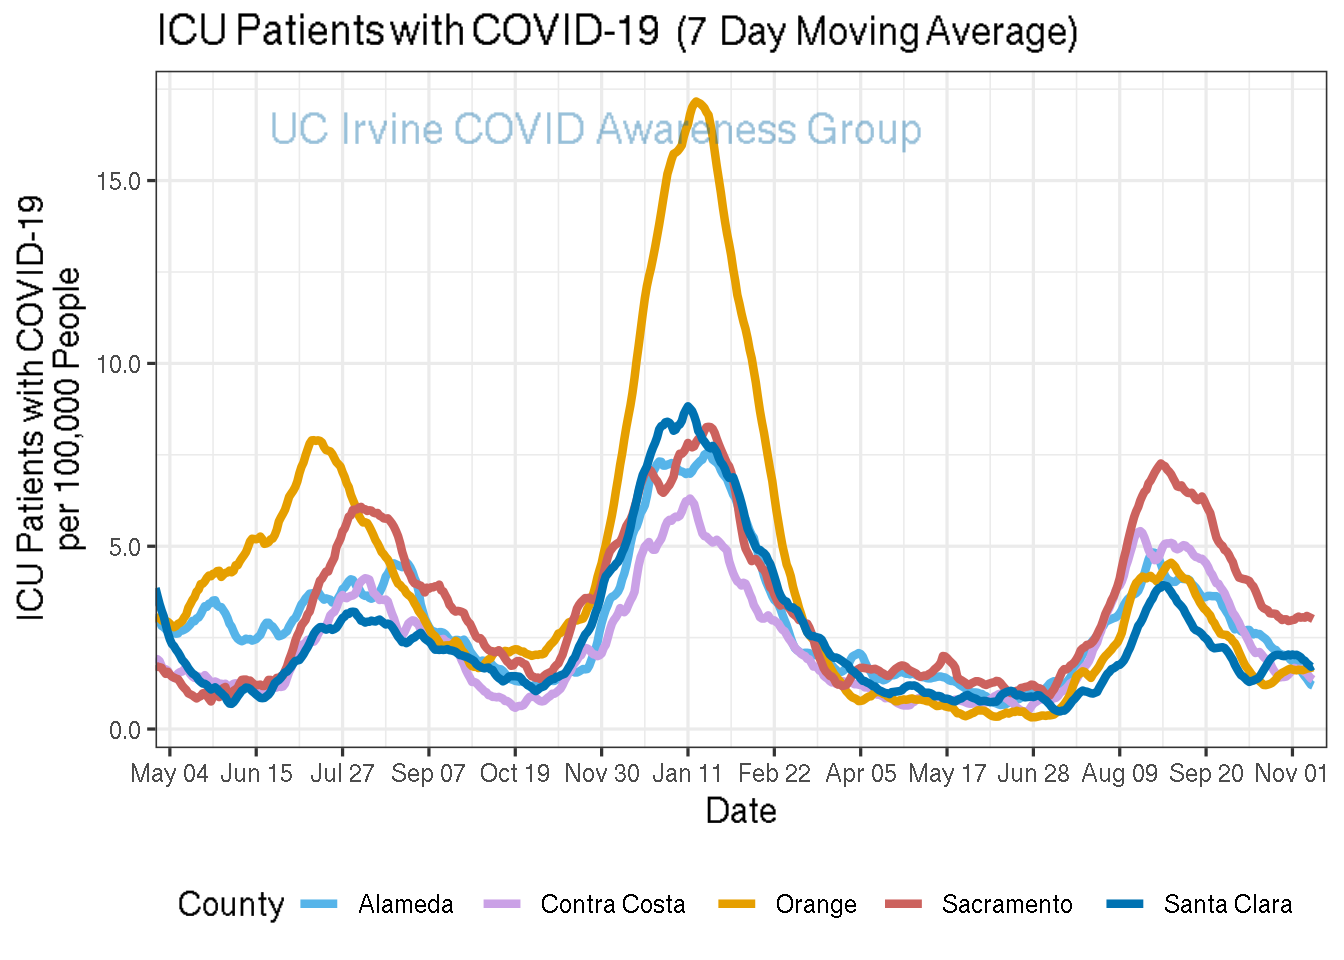 ICU Patients with COVID-19 (7 Day Moving Average)
UC Irvine COVID Awareness Group
ICU Patients with COVID-19
per 100,000 People
15.0
10.0
5.0
0.0
May 04 Jun 15 Jul 27 Sep 07 Oct 19 Nov 30 Jan 11 Feb 22 Apr 05 May 17 Jun 28 Aug 09 Sep 20 Nov 01
Date
County Alameda Contra Costa Orange Sacramento Santa Clara